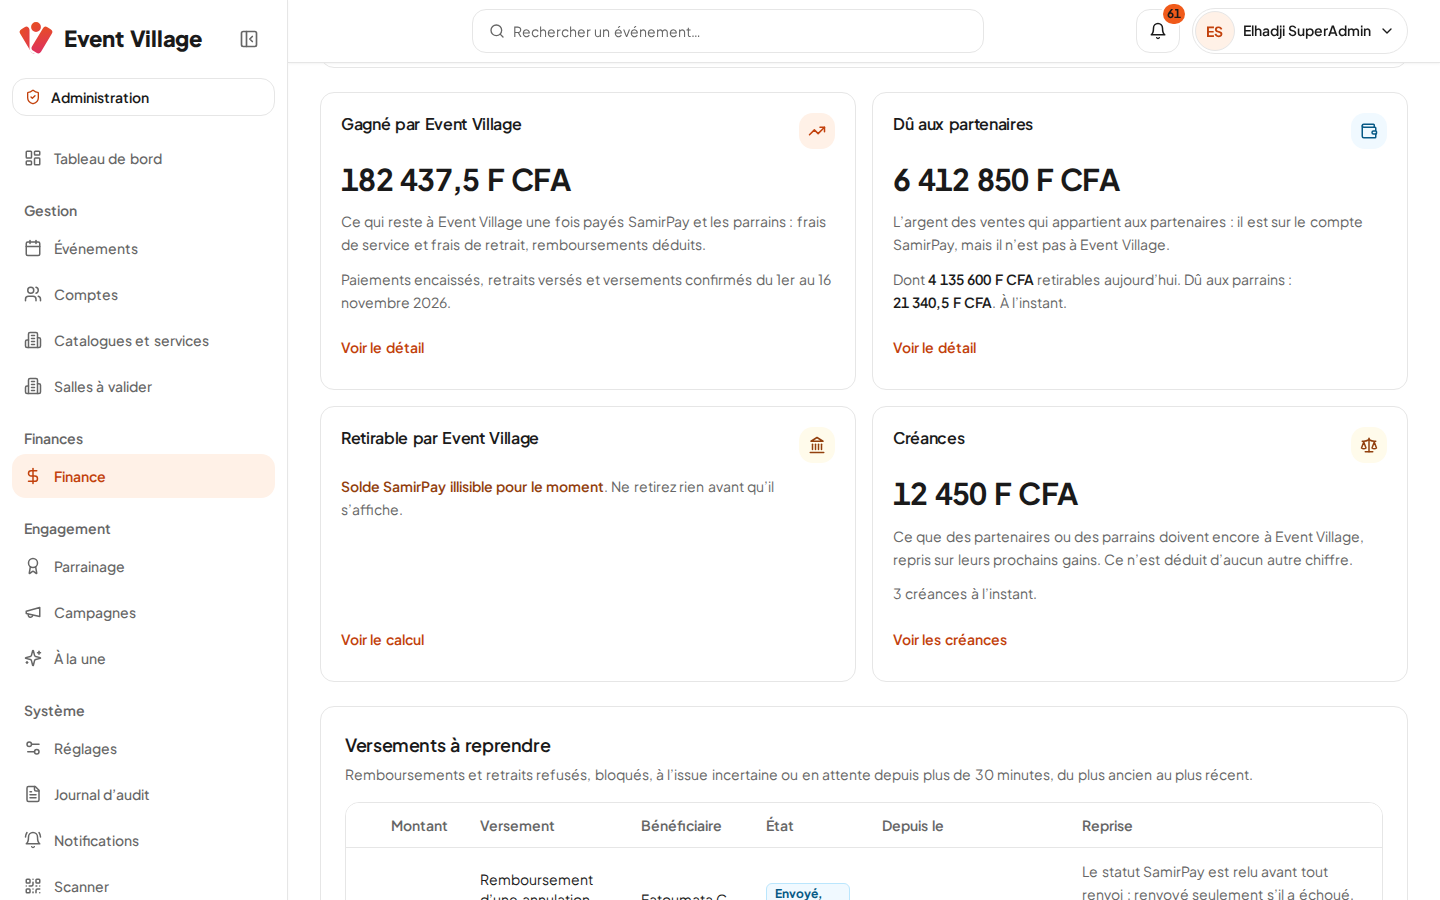 Event Village
Rechercher un événement…
61
ES
Elhadji SuperAdmin
Administration
Tableau de bord
Gestion
Événements
Comptes
Catalogues et services
Salles à valider
Finances
Finance
Engagement
Parrainage
Campagnes
À la une
Système
Réglages
Journal d’audit
Notifications
Scanner
Gagné par Event Village
182 437,5 F CFA
Ce qui reste à Event Village une fois payés SamirPay et les parrains : frais
de service et frais de retrait, remboursements déduits.
Paiements encaissés, retraits versés et versements confirmés du 1er au 16
novembre 2026.
Voir le détail
Dû aux partenaires
6 412 850 F CFA
L’argent des ventes qui appartient aux partenaires : il est sur le compte
SamirPay, mais il n’est pas à Event Village.
Dont 4 135 600 F CFA retirables aujourd’hui. Dû aux parrains :
21 340,5 F CFA. À l’instant.
Voir le détail
Retirable par Event Village
Solde SamirPay illisible pour le moment. Ne retirez rien avant qu’il
s’affiche.
Voir le calcul
Créances
12 450 F CFA
Ce que des partenaires ou des parrains doivent encore à Event Village,
repris sur leurs prochains gains. Ce n’est déduit d’aucun autre chiffre.
3 créances à l’instant.
Voir les créances
Versements à reprendre
Remboursements et retraits refusés, bloqués, à l’issue incertaine ou en attente depuis plus de 30 minutes, du plus ancien au plus récent.
Montant Versement Bénéficiaire État Depuis le Reprise
Remboursement
d’une annulation
Fatoumata C.
Envoyé,
Le statut SamirPay est relu avant tout
renvoi : renvoyé seulement s’il a échoué,